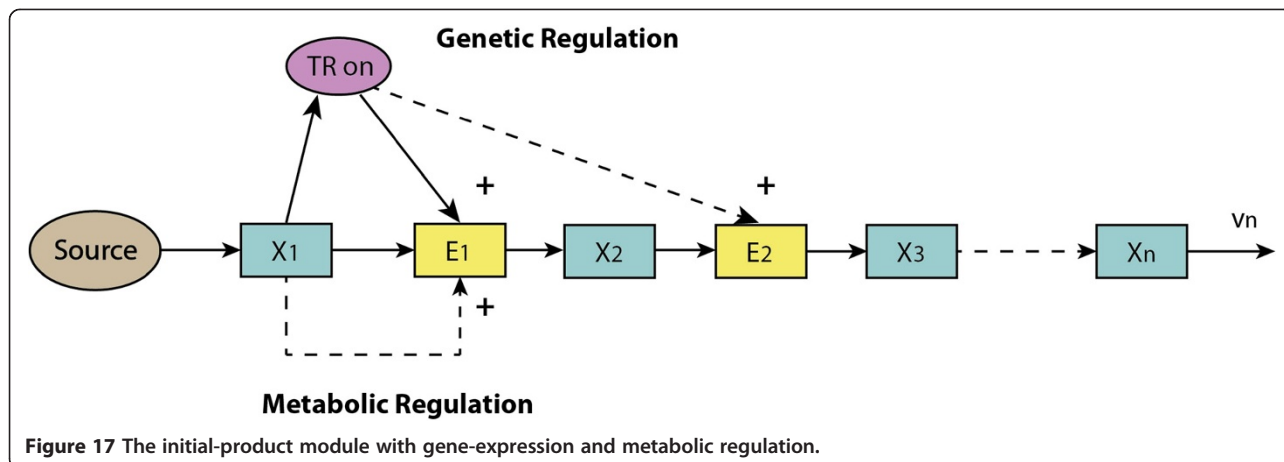 Genetic Regulation
TR on
+
+
Source
X1
E1
X2
E2
X3
Xn
vn
+
Metabolic Regulation
Figure 17 The initial-product module with gene-expression and metabolic regulation.